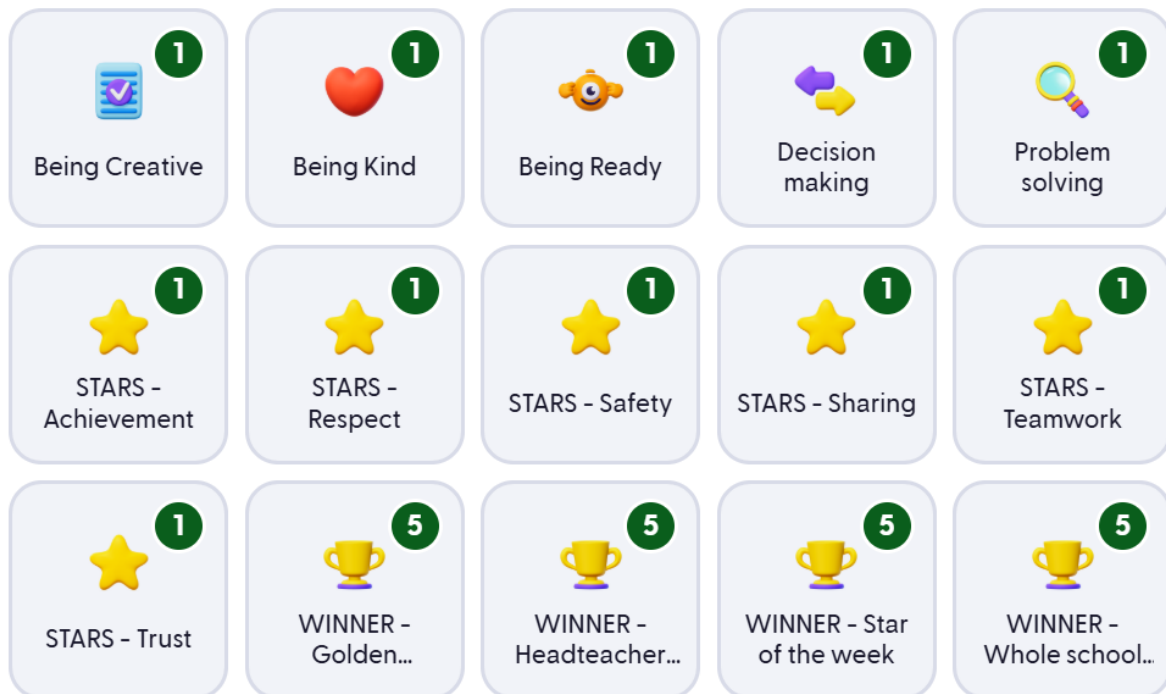 1
1
1
1
1
Being Creative
Being Kind
Being Ready
Decision
making
Problem
solving
1
1
1
1
1
STARS -
Achievement
STARS -
Respect
STARS - Safety
STARS - Sharing
STARS -
Teamwork
1
5
5
5
5
STARS - Trust
WINNER -
Golden...
WINNER -
Headteacher...
WINNER - Star
of the week
WINNER -
Whole school...